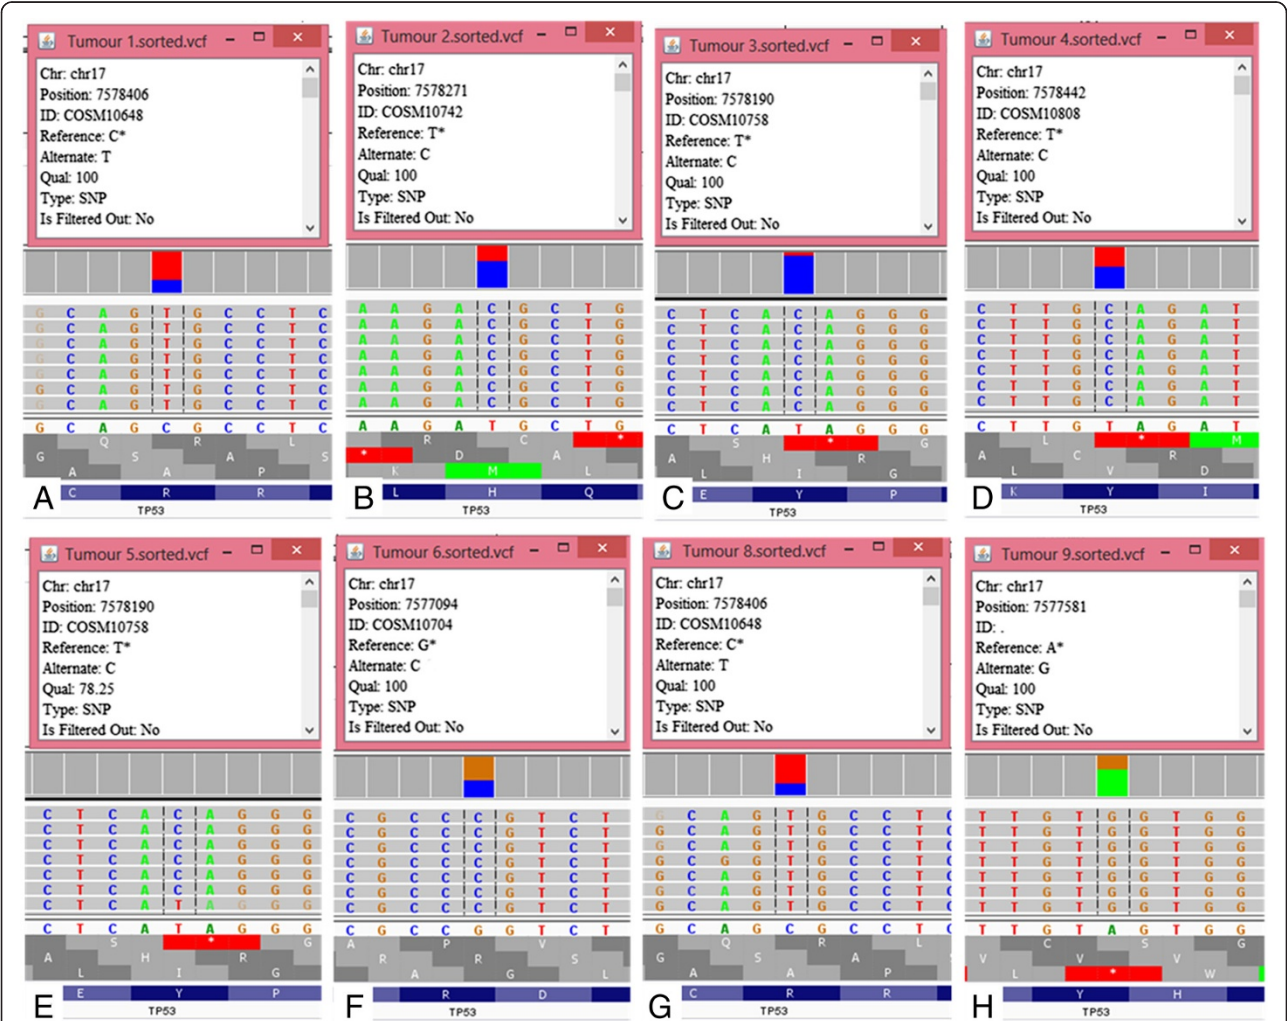 Tumour 1.sorted.vcf
Chr: chr17
Position: 7578406
ID: COSM10648
Reference: C*
Alternate: T
Qual: 100
Type: SNP
Is Filtered Out: No
G C A G T G C C T C
G C A G T G C C T C
G C A G T G C C T C
G C A G T G C C T C
G C A G T G C C T C
G C A G T G C C T C
G C A G T G C C T C
G C A G C G C C T C
Q R L
G S A S
A A P
C R R
A
TP53
Tumour 2.sorted.vcf
Chr: chr17
Position: 7578271
ID: COSM10742
Reference: T*
Alternate: C
Qual: 100
Type: SNP
Is Filtered Out: No
A A G A C G C T G
A A G A C G C T G
A A G A C G C T G
A A G A C G C T G
A A G A C G C T G
A A G A C G C T G
A A G A C G C T G
A A G A T G C T G
R C *
* D A
K M L
L H Q
B
TP53
Tumour 3.sorted.vcf
Chr: chr17
Position: 7578190
ID: COSM10758
Reference: T*
Alternate: C
Qual: 100
Type: SNP
Is Filtered Out: No
C T C A C A G G G
C T C A C A G G G
C T C A C A G G G
C T C A C A G G G
C T C A C A G G G
C T C A C A G G G
C T C A C A G G G
C T C A T A G G G
S * G
A H R
L I G
E Y P
C
TP53
Tumour 4.sorted.vcf
Chr: chr17
Position: 7578442
ID: COSM10808
Reference: T*
Alternate: C
Qual: 100
Type: SNP
Is Filtered Out: No
C T T G C A G A T
C T T G C A G A T
C T T G C A G A T
C T T G C A G A T
C T T G C A G A T
C T T G C A G A T
C T T G C A G A T
C T T G T A G A T
L * M
A C R
L V D
K Y I
D
TP53
Tumour 5.sorted.vcf
Chr: chr17
Position: 7578190
ID: COSM10758
Reference: T*
Alternate: C
Qual: 78.25
Type: SNP
Is Filtered Out: No
C T C A C A G G G
C T C A C A G G G
C T C A C A G G G
C T C A C A G G G
C T C A C A G G G
C T C A C A G G G
C T C A T A G G G
C T C A T A G G G
S * G
A H R
L I G
E Y P
E
TP53
Tumour 6.sorted.vcf
Chr: chr17
Position: 7577094
ID: COSM10704
Reference: G*
Alternate: C
Qual: 100
Type: SNP
Is Filtered Out: No
C G C C C G T C T
C G C C C G T C T
C G C C C G T C T
C G C C C G T C T
C G C C C G T C T
C G C C C G T C T
C G C C C G T C T
C G C C G G T C T
A P V
R R S
A G L
R D
F
TP53
Tumour 8.sorted.vcf
Chr: chr17
Position: 7578406
ID: COSM10648
Reference: C*
Alternate: T
Qual: 100
Type: SNP
Is Filtered Out: No
G C A G T G C C T C
G C A G T G C C T C
G C A G T G C C T C
G C G G T G C C T C
G C A G T G C C T C
G C A G T G C C T C
G C A G T G C C T C
G C A G C G C C T C
Q R L
G S A
A A P
C R R
G
TP53
Tumour 9.sorted.vcf
Chr: chr17
Position: 7577581
ID: .
Reference: A*
Alternate: G
Qual: 100
Type: SNP
Is Filtered Out: No
T T G T G G T G G
T T G T G G T G G
T T G T G G T G G
T T G T G G T G G
T T G T G G T G G
T T G T G G T G G
T T G T G G T G G
T T G T A G T G G
C S G
V V V
L * W
Y H
H
TP53